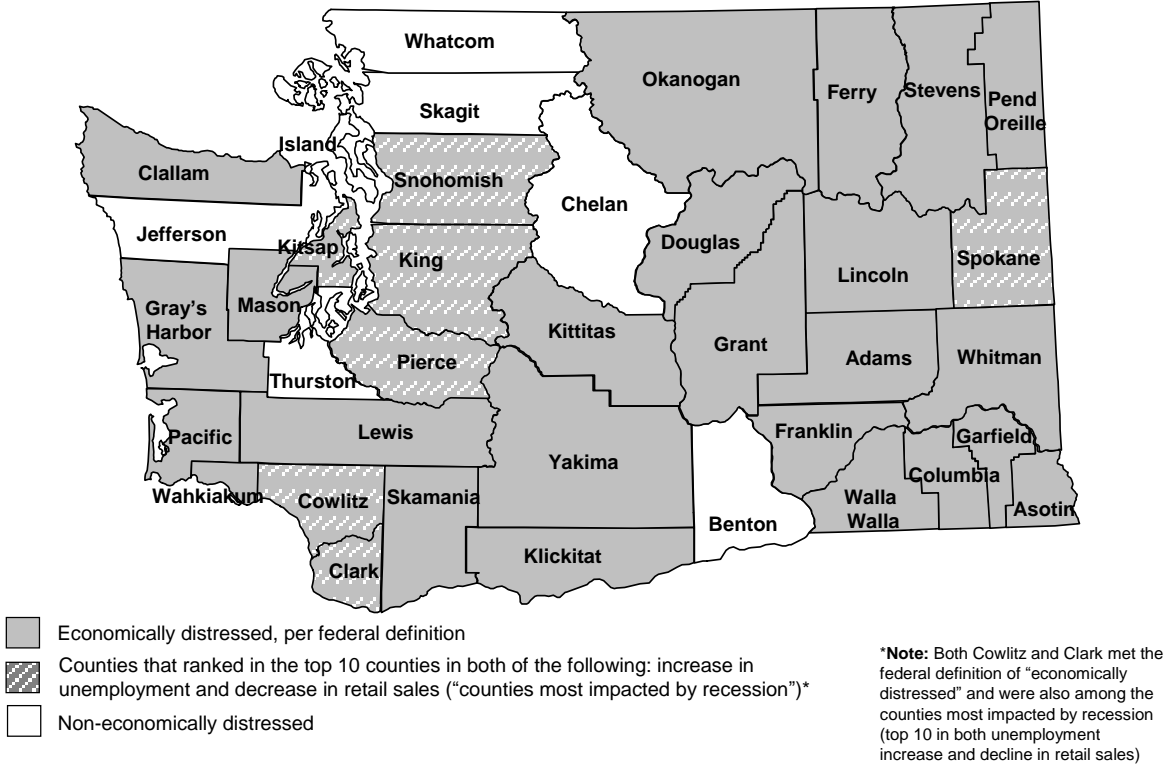 Whatcom
Okanogan
Ferry
Stevens
Pend
Oreille
Skagit
Island
Clallam
Snohomish
Chelan
Jefferson
Kitsap
King
Douglas
Spokane
Lincoln
Gray’s
Harbor
Mason
Kittitas
Grant
Adams
Whitman
Pierce
Thurston
Pacific
Lewis
Yakima
Franklin
Garfield
Columbia
Wahkiakum
Cowlitz
Skamania
Walla
Walla
Asotin
Benton
Klickitat
Clark
Economically distressed, per federal definition
Counties that ranked in the top 10 counties in both of the following: increase in
unemployment and decrease in retail sales (“counties most impacted by recession”)*
Non-economically distressed
*Note: Both Cowlitz and Clark met the
federal definition of “economically
distressed” and were also among the
counties most impacted by recession
(top 10 in both unemployment
increase and decline in retail sales)